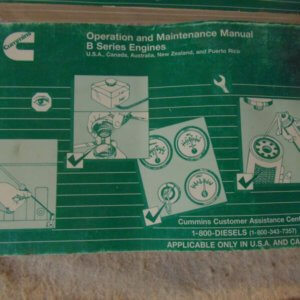 Cummins
Operation and Maintenance Manual
B Series Engines
U.S.A., Canada, Australia, New Zealand, and Puerto Rico
Cummins Customer Assistance Cent
1-800-DIESELS (1-800-343-7357)
APPLICABLE ONLY IN U.S.A. AND CA